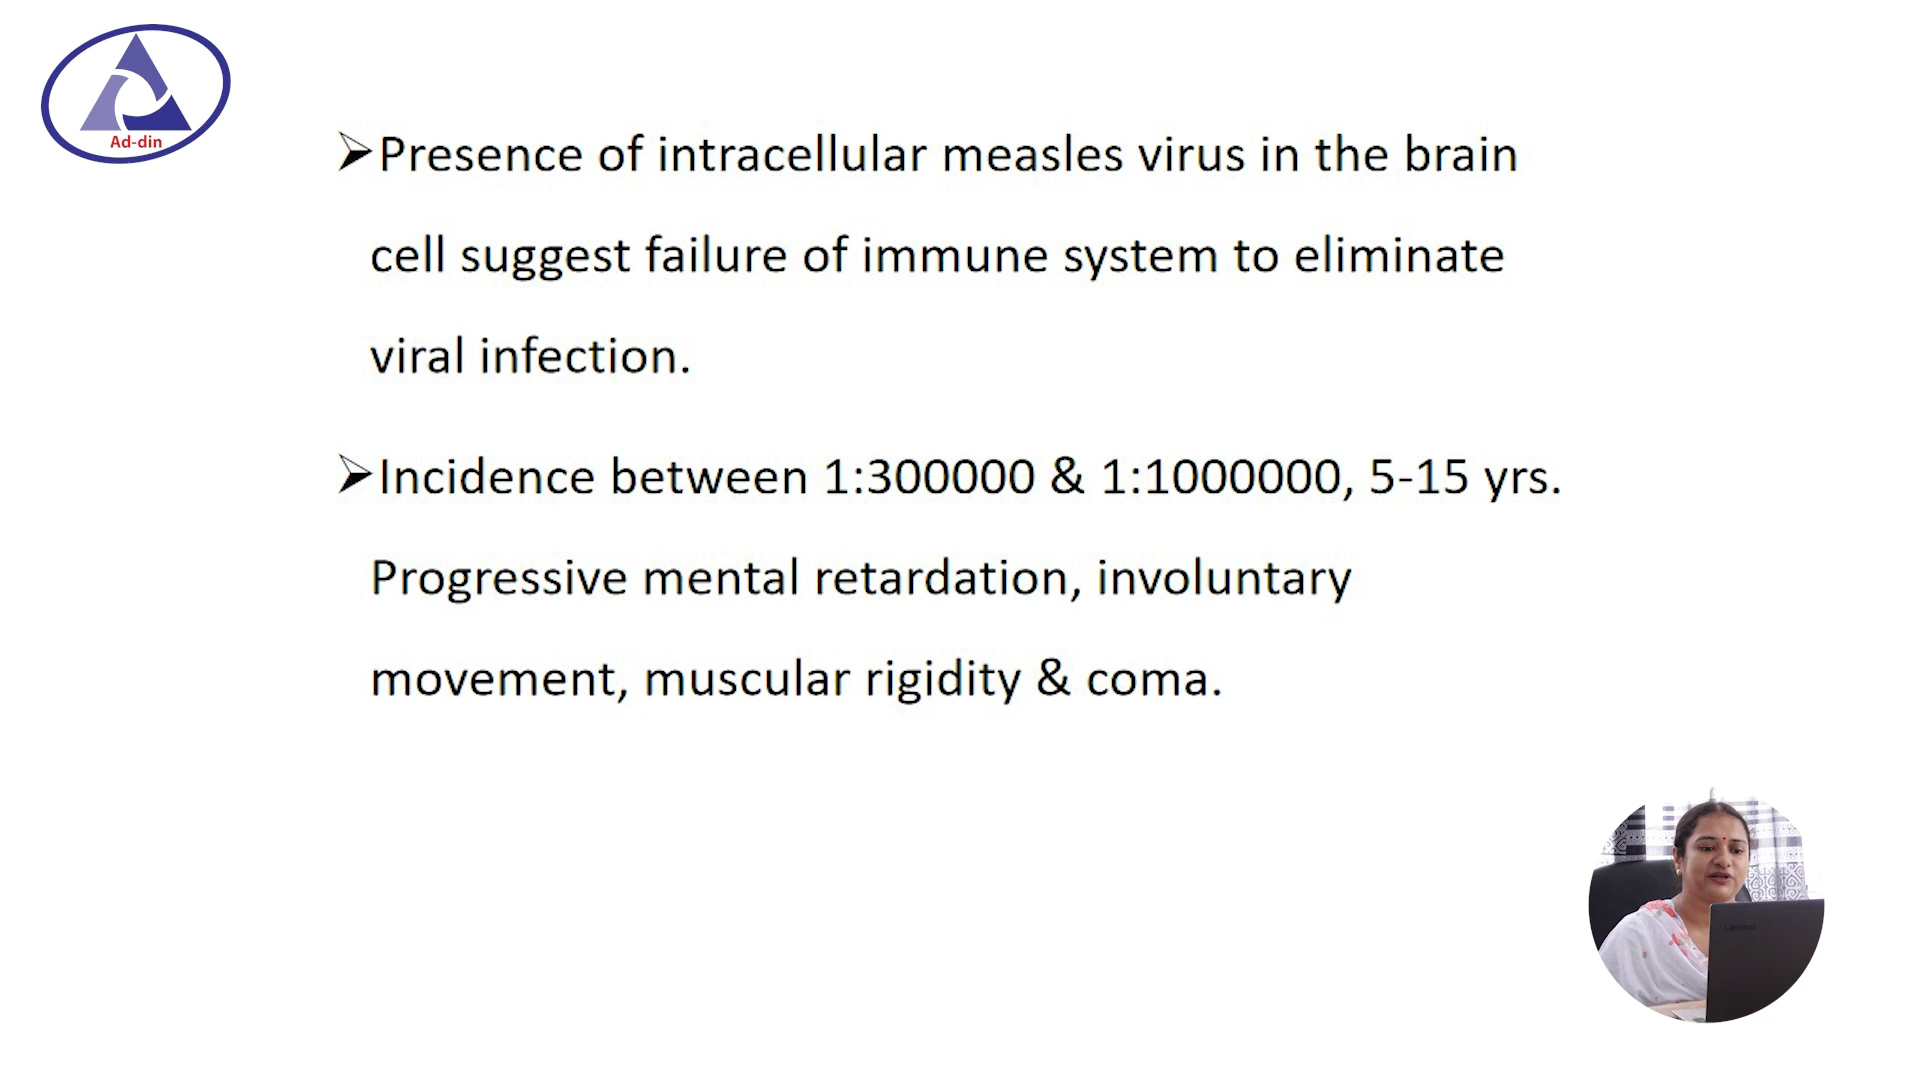 Ad-din
➢Presence of intracellular measles virus in the brain
cell suggest failure of immune system to eliminate
viral infection.
➢Incidence between 1:300000 & 1:1000000, 5-15 yrs.
Progressive mental retardation, involuntary
movement, muscular rigidity & coma.
Lenovo